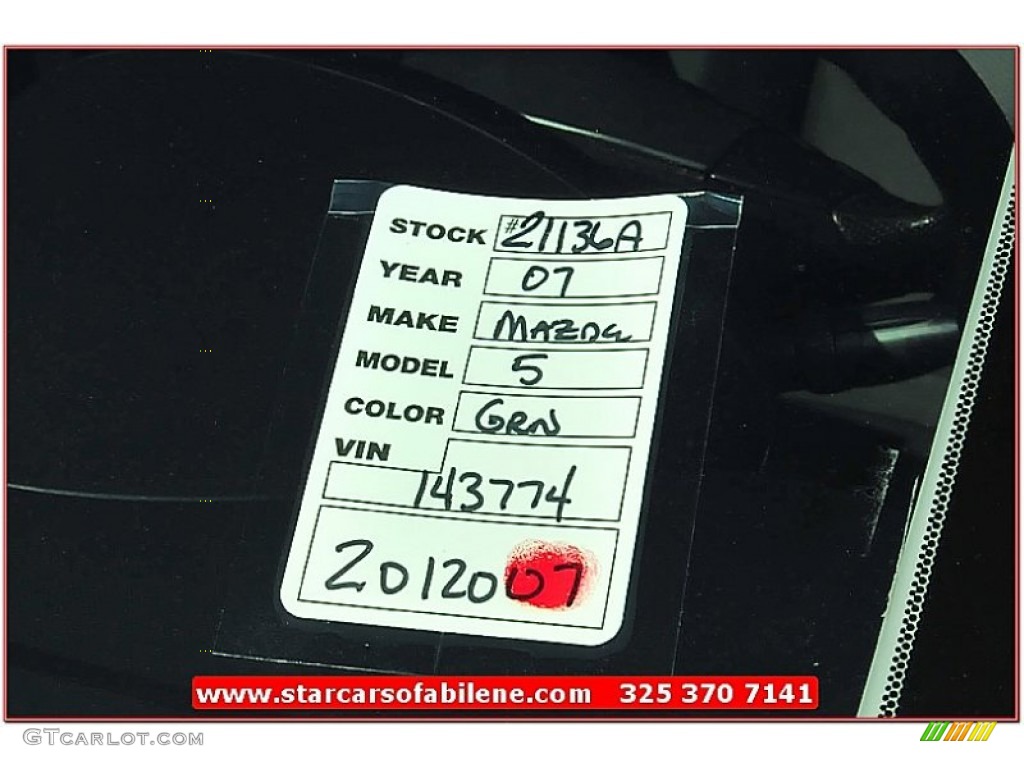 STOCK #21136A
YEAR 07
MAKE MAZDa
MODEL 5
COLOR GRN
VIN
143774
2012007
www.starcarsofabilene.com 325 370 7141
GTCARLOT.COM